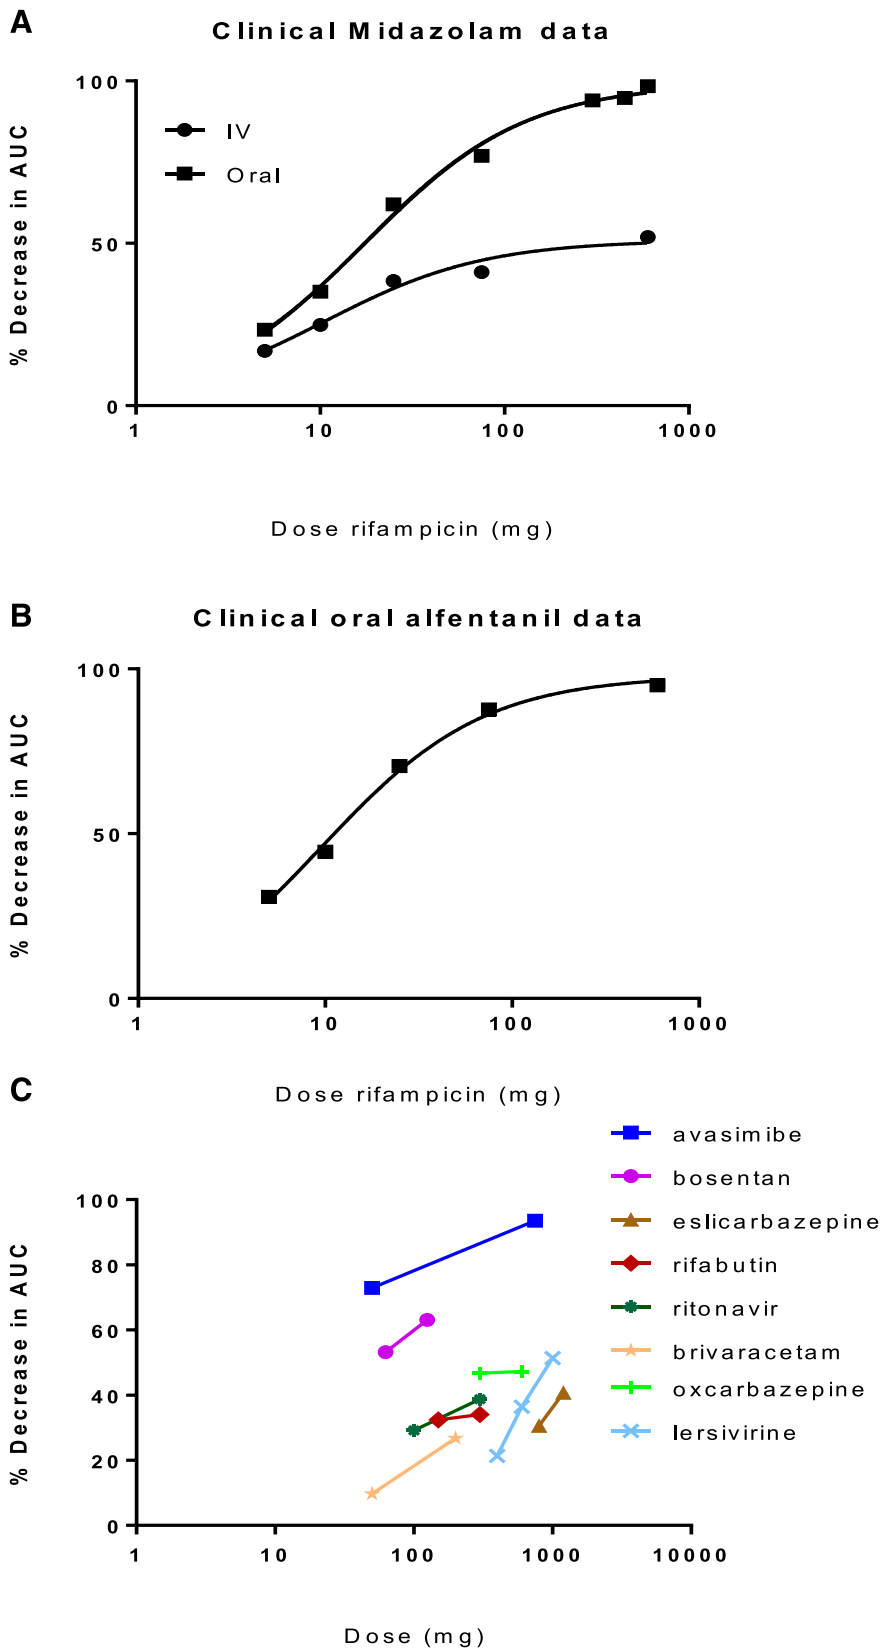 A
Clinical Midazolam data
% Decrease in AUC
100
50
0
IV
Oral
1 10 100 1000
Dose rifampicin (mg)
B
Clinical oral alfentanil data
% Decrease in AUC
100
50
0
1 10 100 1000
Dose rifampicin (mg)
C
% Decrease in AUC
100
80
60
40
20
0
avasimibe
bosentan
eslicarbazepine
rifabutin
ritonavir
brivaracetam
oxcarbazepine
lersivirine
1 10 100 1000 10000
Dose (mg)